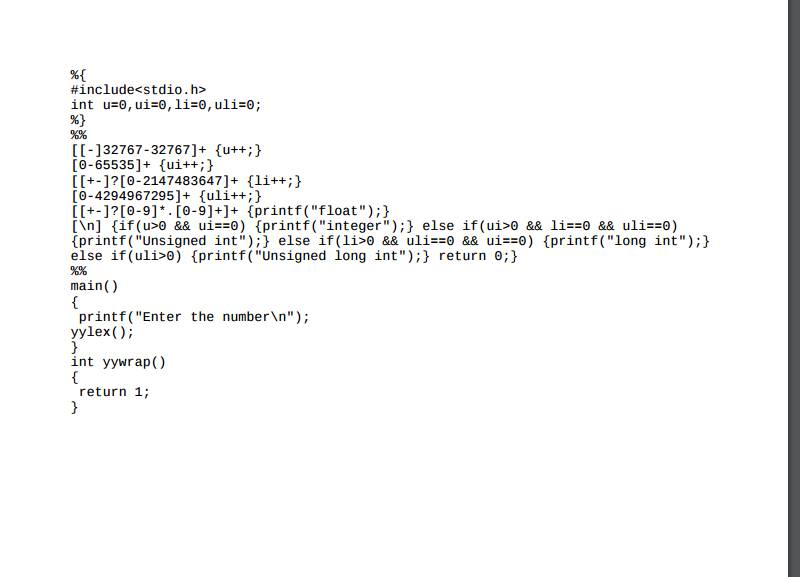 %{
#include<stdio.h>
int u=0,ui=0,li=0,uli=0;
%}
%%
[[-]32767-32767]+ {u++;}
[0-65535]+ {ui++;}
[[+-]?[0-2147483647]+ {li++;}
[0-4294967295]+ {uli++;}
[[+-]?[0-9]*.[0-9]+]+ {printf("float");}
[\n] {if(u>0 && ui==0) {printf("integer");} else if(ui>0 && li==0 && uli==0)
{printf("Unsigned int");} else if(li>0 && uli==0 && ui==0) {printf("long int");}
else if(uli>0) {printf("Unsigned long int");} return 0;}
%%
main()
{
 printf("Enter the number\n");
yylex();
}
int yywrap()
{
 return 1;
}